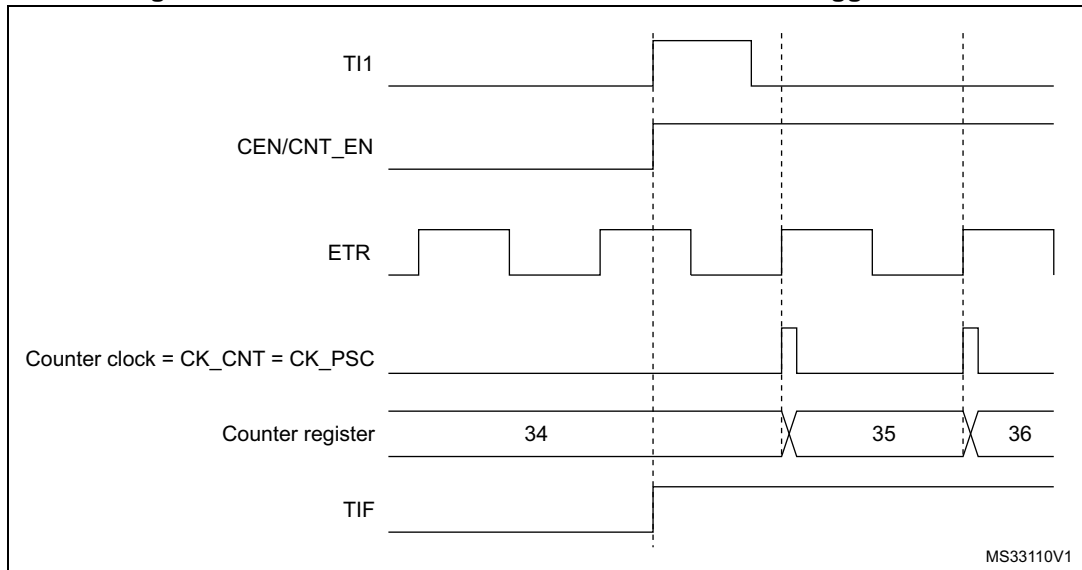 TI1
CEN/CNT_EN
ETR
Counter clock = CK_CNT = CK_PSC
Counter register 34 35 36
TIF
MS33110V1